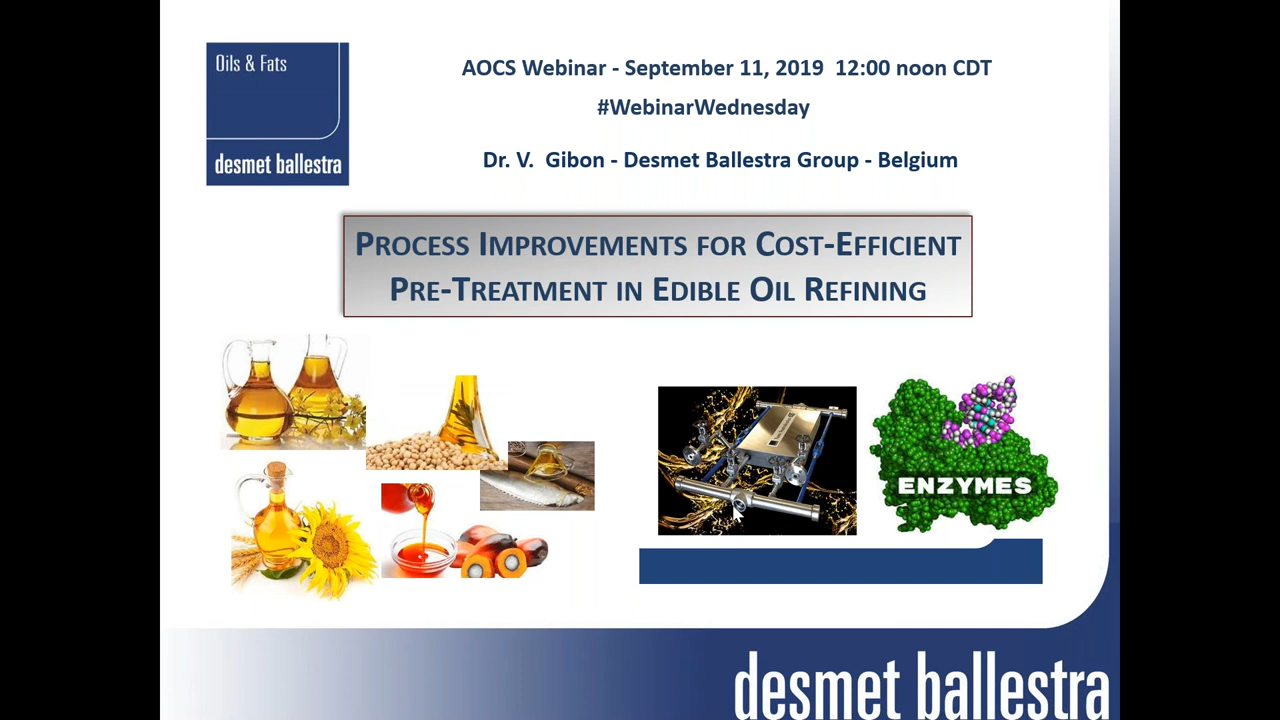 Oils & Fats
desmet ballestra
AOCS Webinar - September 11, 2019 12:00 noon CDT
#WebinarWednesday
Dr. V. Gibon - Desmet Ballestra Group - Belgium
PROCESS IMPROVEMENTS FOR COST-EFFICIENT
PRE-TREATMENT IN EDIBLE OIL REFINING
ENZYMES
desmet ballestra